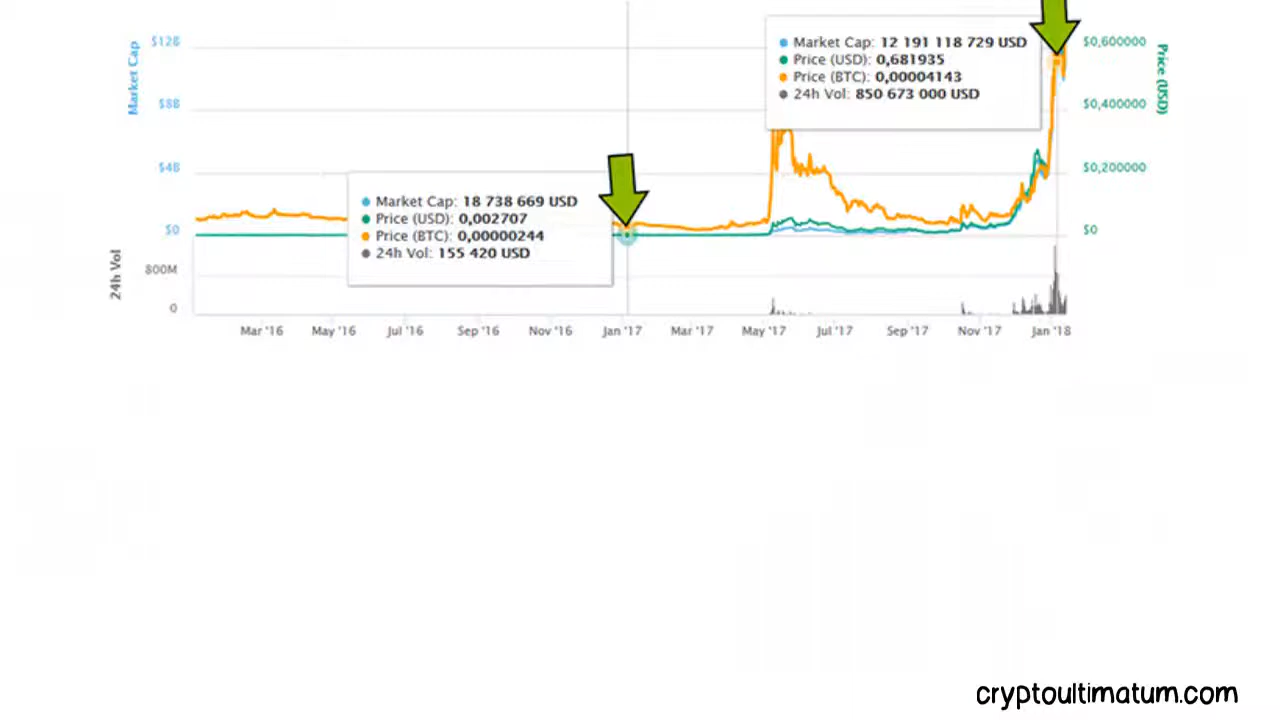 Market Cap: 12 191 118 729 USD
Price (USD): 0,681935
Price (BTC): 0,00004143
24h Vol: 850 673 000 USD
Market Cap
$12B
$8B
$4B
$0
$0,600000
$0,400000
$0,200000
$0
Price (USD)
Market Cap: 18 738 669 USD
Price (USD): 0,002707
Price (BTC): 0,00000244
24h Vol: 155 420 USD
24h Vol
800M
0
Mar '16 May '16 Jul '16 Sep '16 Nov '16 Jan '17 Mar '17 May '17 Jul '17 Sep '17 Nov '17 Jan '18
cryptoultimatum.com